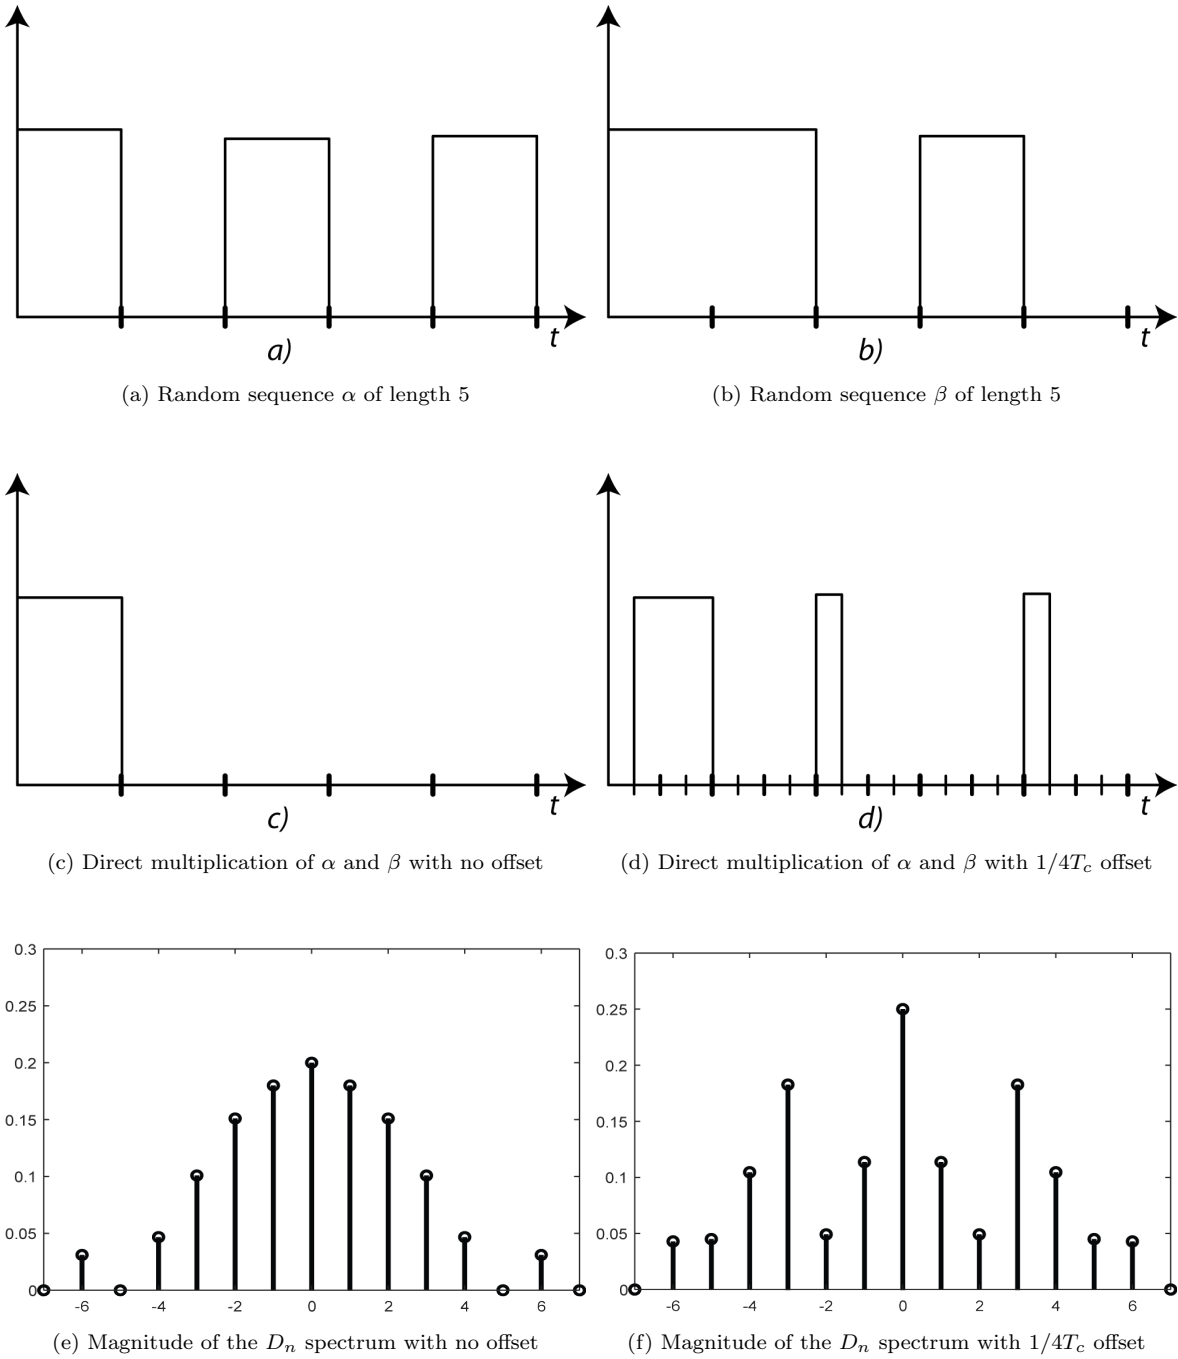 t
t
a)
b)
(a) Random sequence α of length 5
(b) Random sequence β of length 5
t
t
c)
d)
(c) Direct multiplication of α and β with no offset
(d) Direct multiplication of α and β with 1/4T_c offset
0.3
0.25
0.2
0.15
0.1
0.05
0
-6 -4 -2 0 2 4 6
0.3
0.25
0.2
0.15
0.1
0.05
0
-6 -4 -2 0 2 4 6
(e) Magnitude of the D_n spectrum with no offset
(f) Magnitude of the D_n spectrum with 1/4T_c offset